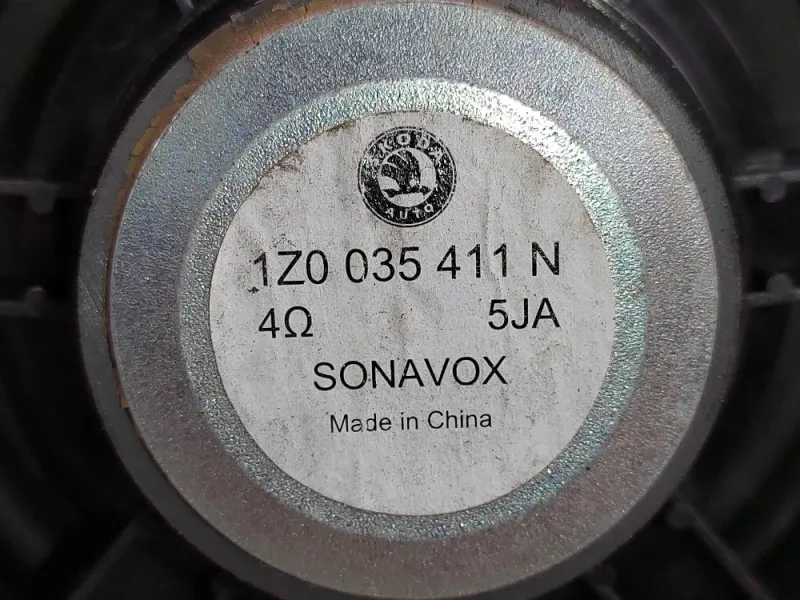 ŠKODA
AUTO
1Z0 035 411 N
4Ω 5JA
SONAVOX
Made in China